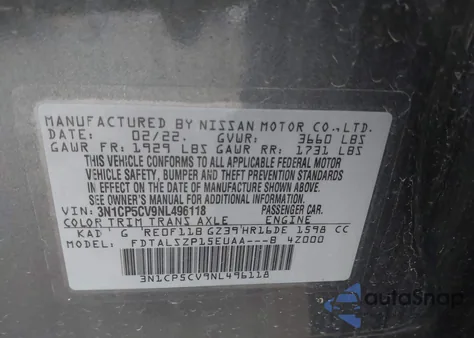 MANUFACTURED BY NISSAN MOTOR CO., LTD.
DATE: 02/22. GVWR: 3660 LBS
GAWR FR: 1929 LBS GAWR RR: 1731 LBS
THIS VEHICLE CONFORMS TO ALL APPLICABLE FEDERAL MOTOR
VEHICLE SAFETY, BUMPER AND THEFT PREVENTION STANDARDS
IN EFFECT ON THE DATE OF MANUFACTURE SHOWN ABOVE.
SEE OWNER'S MANUAL FOR ADDITIONAL INFORMATION.
VIN: 3N1CP5CV9NL496118 PASSENGER CAR.
COLOR TRIM TRANS AXLE ENGINE
KAD G RE0F11B GZ39 HR16DE 1598 CC
MODEL: FDTALSZP15EUAA---B 4Z000
3N1CP5CV9NL496118
AutoSnap